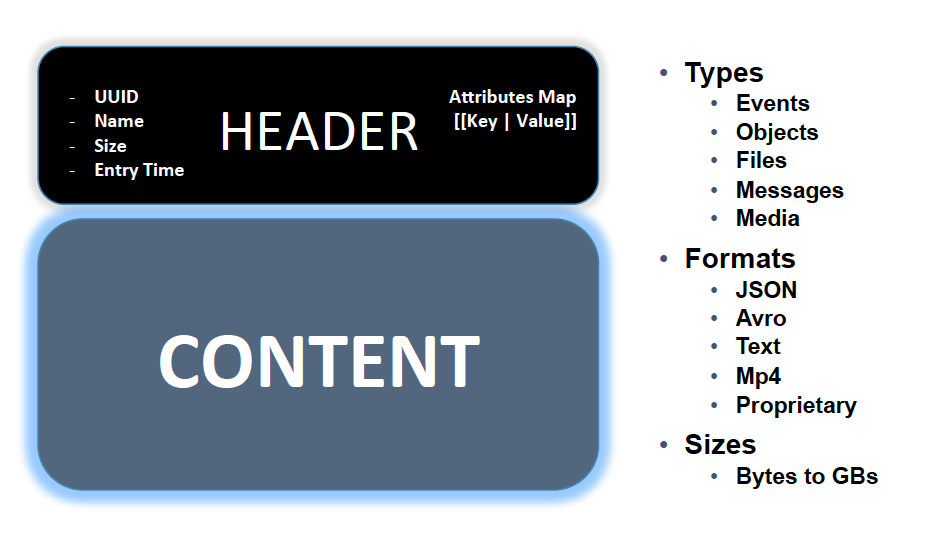 - UUID
- Name
- Size
- Entry Time
HEADER
Attributes Map
[[Key | Value]]
CONTENT
• Types
• Events
• Objects
• Files
• Messages
• Media
• Formats
• JSON
• Avro
• Text
• Mp4
• Proprietary
• Sizes
• Bytes to GBs